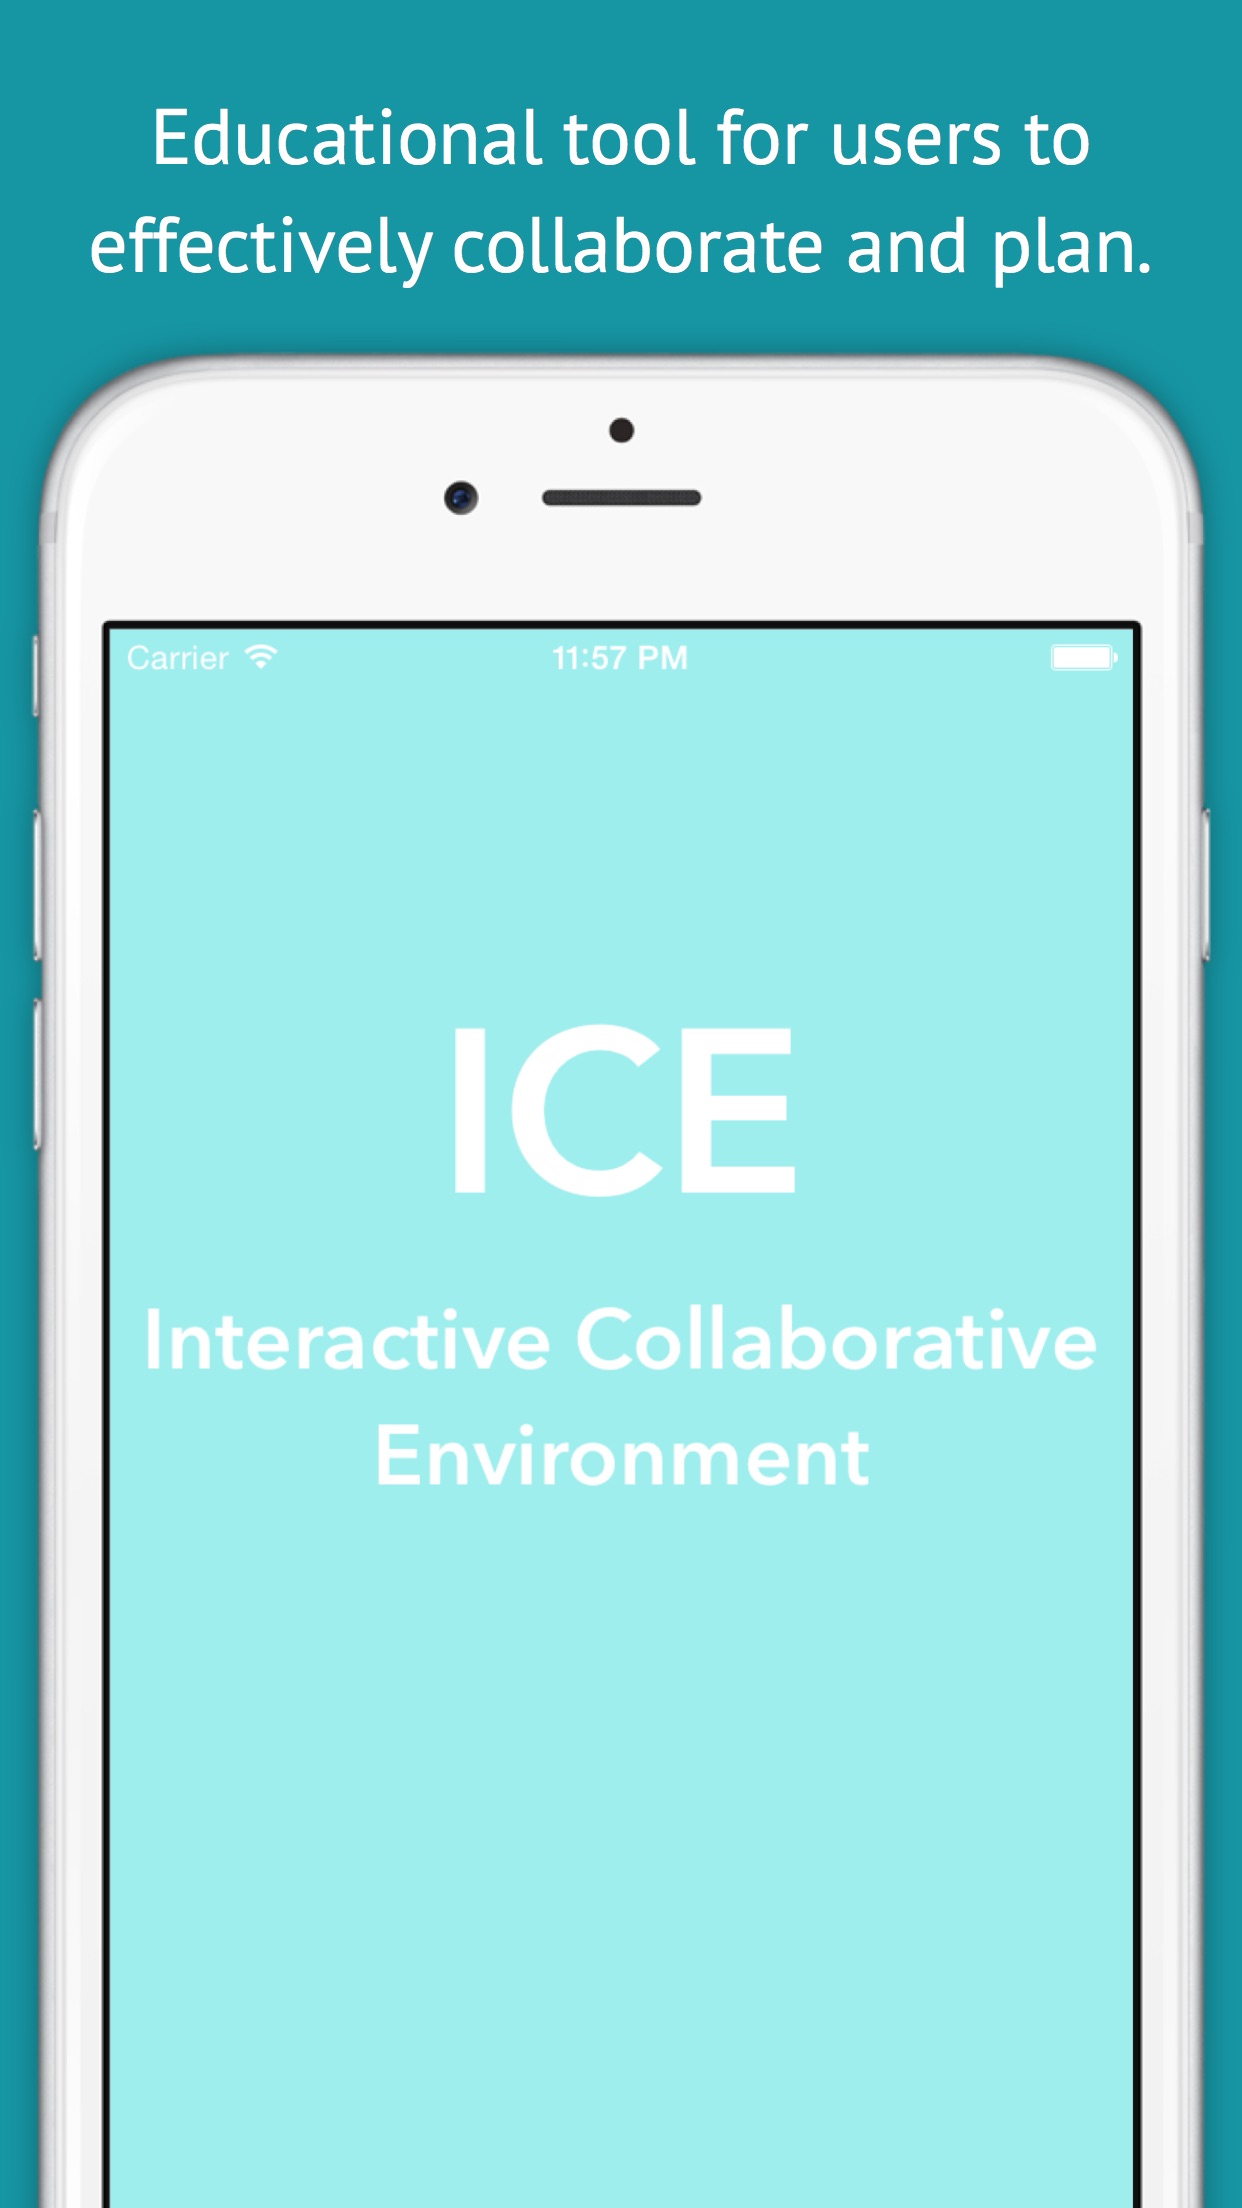 Educational tool for users to
effectively collaborate and plan.
Carrier 11:57 PM
ICE
Interactive Collaborative
Environment